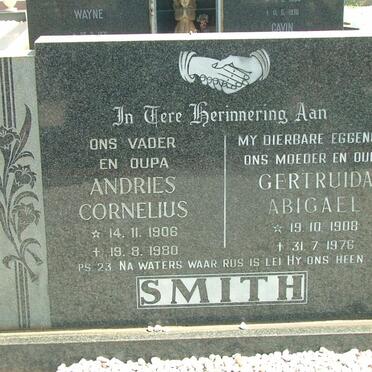 WAYNE
CAVIN
In Tere Herinnering Aan
ONS VADER
EN OUPA
ANDRIES
CORNELIUS
* 14. 11. 1906
† 19. 8. 1980
MY DIERBARE EGGEN
ONS MOEDER EN OU
GERTRUIDA
ABIGAEL
* 19. 10. 1908
† 31. 7. 1976
PS 23 NA WATERS WAAR RUS IS LEI HY ONS HEEN
SMITH